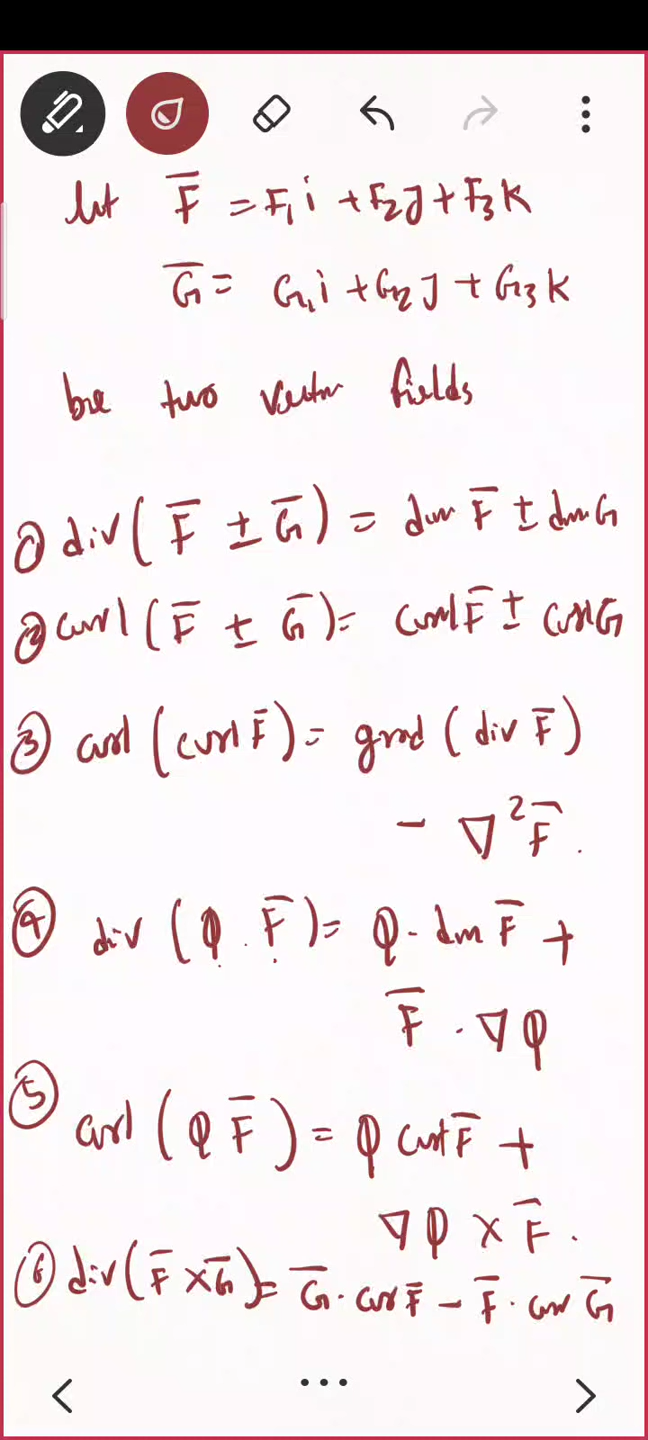 let F̅ = F₁i + F₂J + F₃K
G̅ = G₁i + G₂J + G₃K
be two vector fields
① div(F̅ ± G̅) = div F̅ ± div G
② curl(F̅ ± G̅) = curl F̅ ± curl G
③ curl(curl F̅) = grad(div F̅)
- ∇²F̅.
④ div(φ.F̅) = φ. div F̅ +
F̅ . ∇φ
⑤ curl(φF̅) = φ curl F̅ +
∇φ × F̅.
⑥ div(F̅ × G̅) = G̅. curl F̅ - F̅. curl G̅